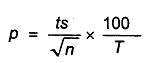 p = ts/√n × 100/T